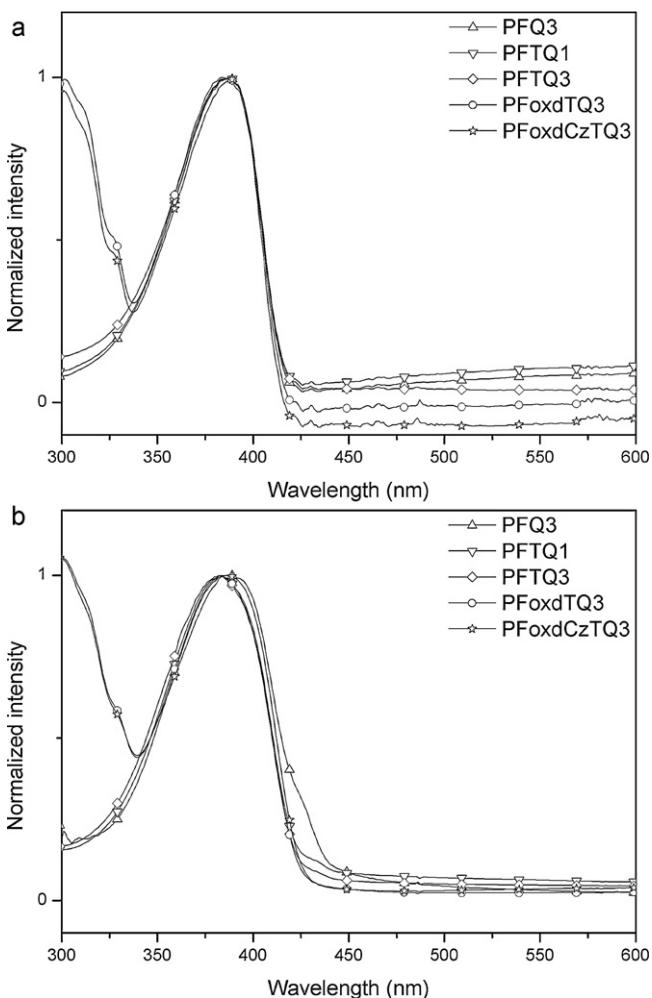 a
PFQ3
PFTQ1
PFTQ3
PFoxdTQ3
PFoxdCzTQ3
Normalized intensity
1
0
300 350 400 450 500 550 600
Wavelength (nm)
b
PFQ3
PFTQ1
PFTQ3
PFoxdTQ3
PFoxdCzTQ3
Normalized intensity
1
0
300 350 400 450 500 550 600
Wavelength (nm)